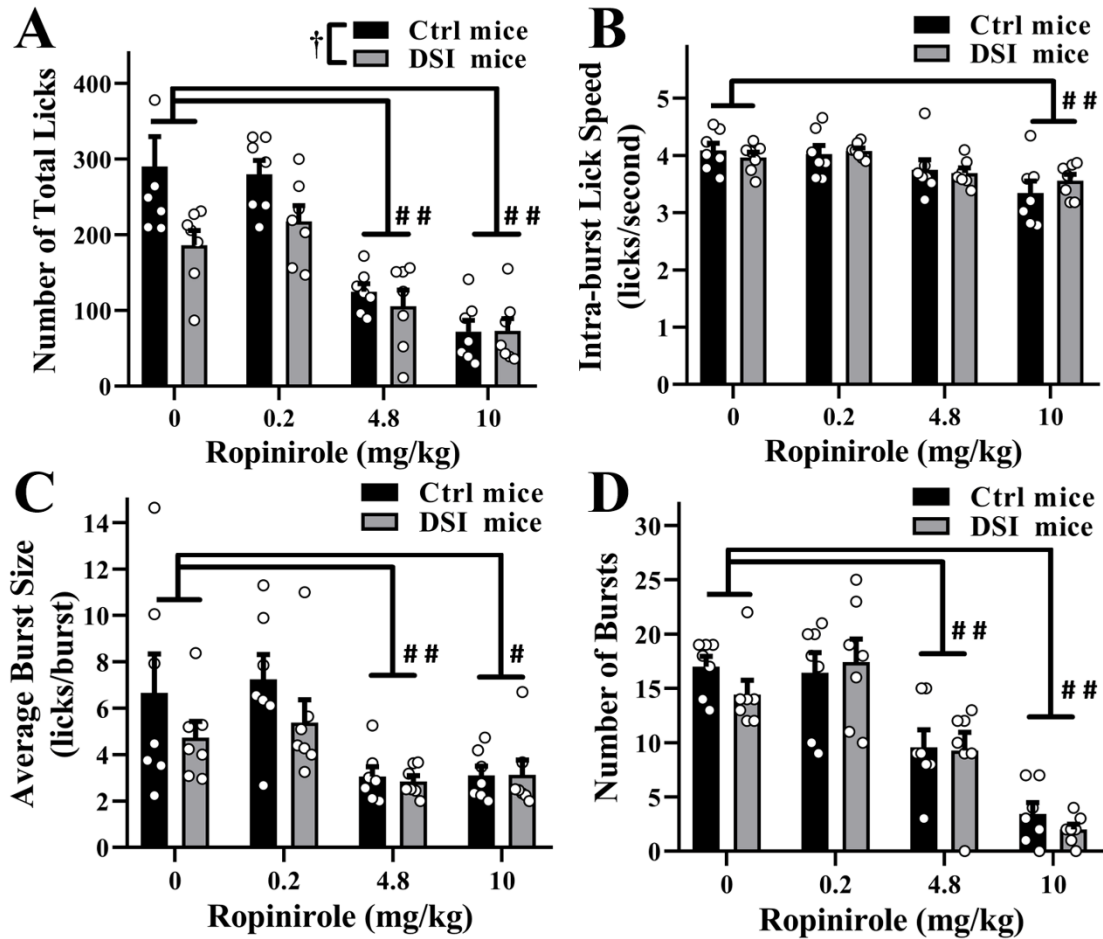 A
†
Ctrl mice
DSI mice
Number of Total Licks
400
300
200
100
0
# #
# #
0 0.2 4.8 10
Ropinirole (mg/kg)
B
Ctrl mice
DSI mice
Intra-burst Lick Speed
(licks/second)
5
4
3
2
1
0
# #
0 0.2 4.8 10
Ropinirole (mg/kg)
C
Ctrl mice
DSI mice
Average Burst Size
(licks/burst)
14
12
10
8
6
4
2
0
# #
#
0 0.2 4.8 10
Ropinirole (mg/kg)
D
Ctrl mice
DSI mice
Number of Bursts
30
25
20
15
10
5
0
# #
# #
0 0.2 4.8 10
Ropinirole (mg/kg)